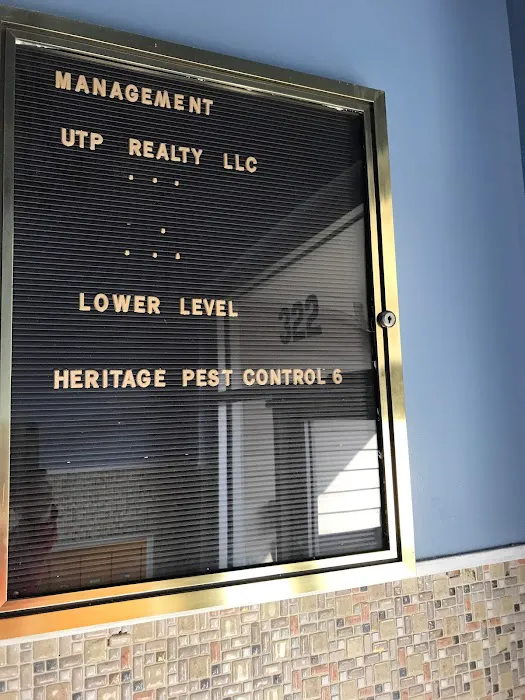 MANAGEMENT
UTP REALTY LLC
. . .
.
. . .
LOWER LEVEL
322
HERITAGE PEST CONTROL 6